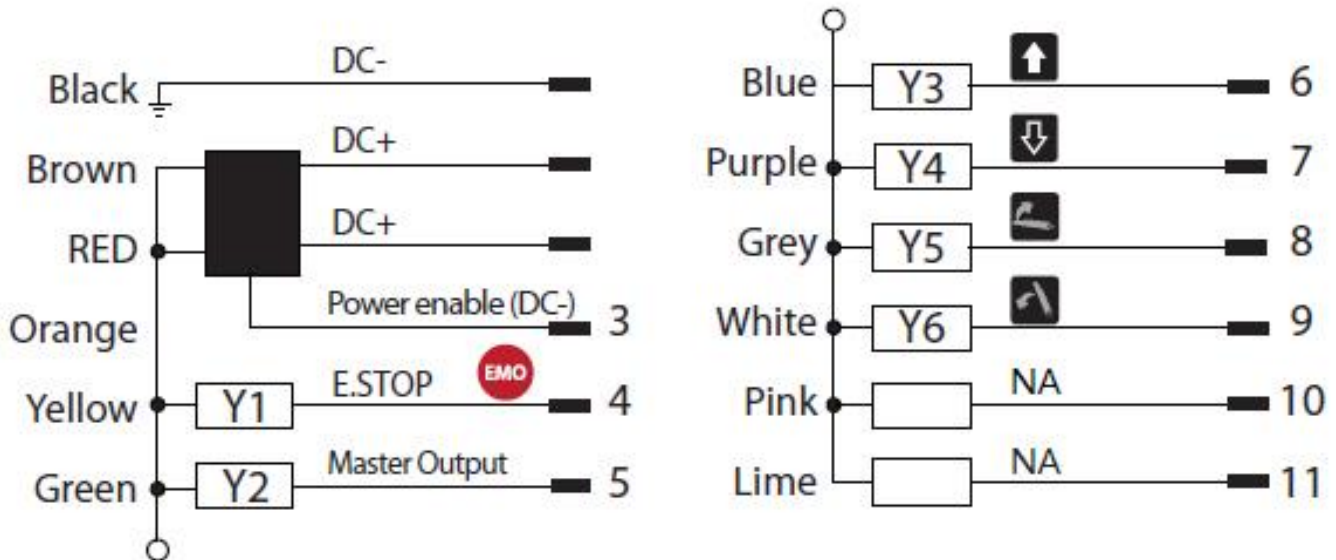 Black DC-
Brown DC+
RED DC+
Power enable (DC-) 3
Orange
Yellow Y1 E.STOP EMO 4
Green Y2 Master Output 5
Blue Y3 6
Purple Y4 7
Grey Y5 8
White Y6 9
Pink NA 10
Lime NA 11